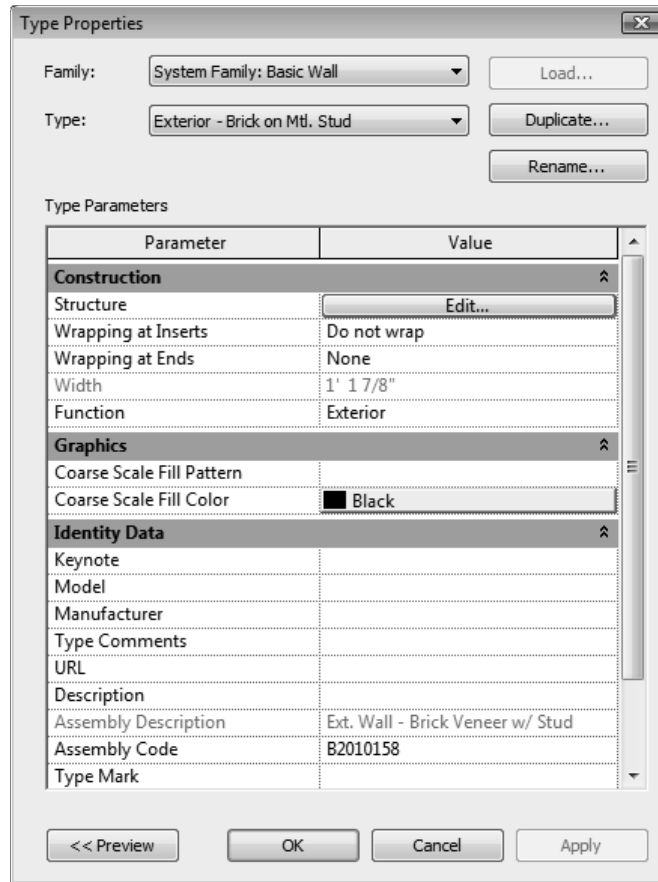 Type Properties
Family: System Family: Basic Wall Load...
Type: Exterior - Brick on Mtl. Stud Duplicate...
Rename...
Type Parameters
Parameter Value
Construction
Structure Edit...
Wrapping at Inserts Do not wrap
Wrapping at Ends None
Width 1' 1 7/8"
Function Exterior
Graphics
Coarse Scale Fill Pattern
Coarse Scale Fill Color Black
Identity Data
Keynote
Model
Manufacturer
Type Comments
URL
Description
Assembly Description Ext. Wall - Brick Veneer w/ Stud
Assembly Code B2010158
Type Mark
<< Preview OK Cancel Apply